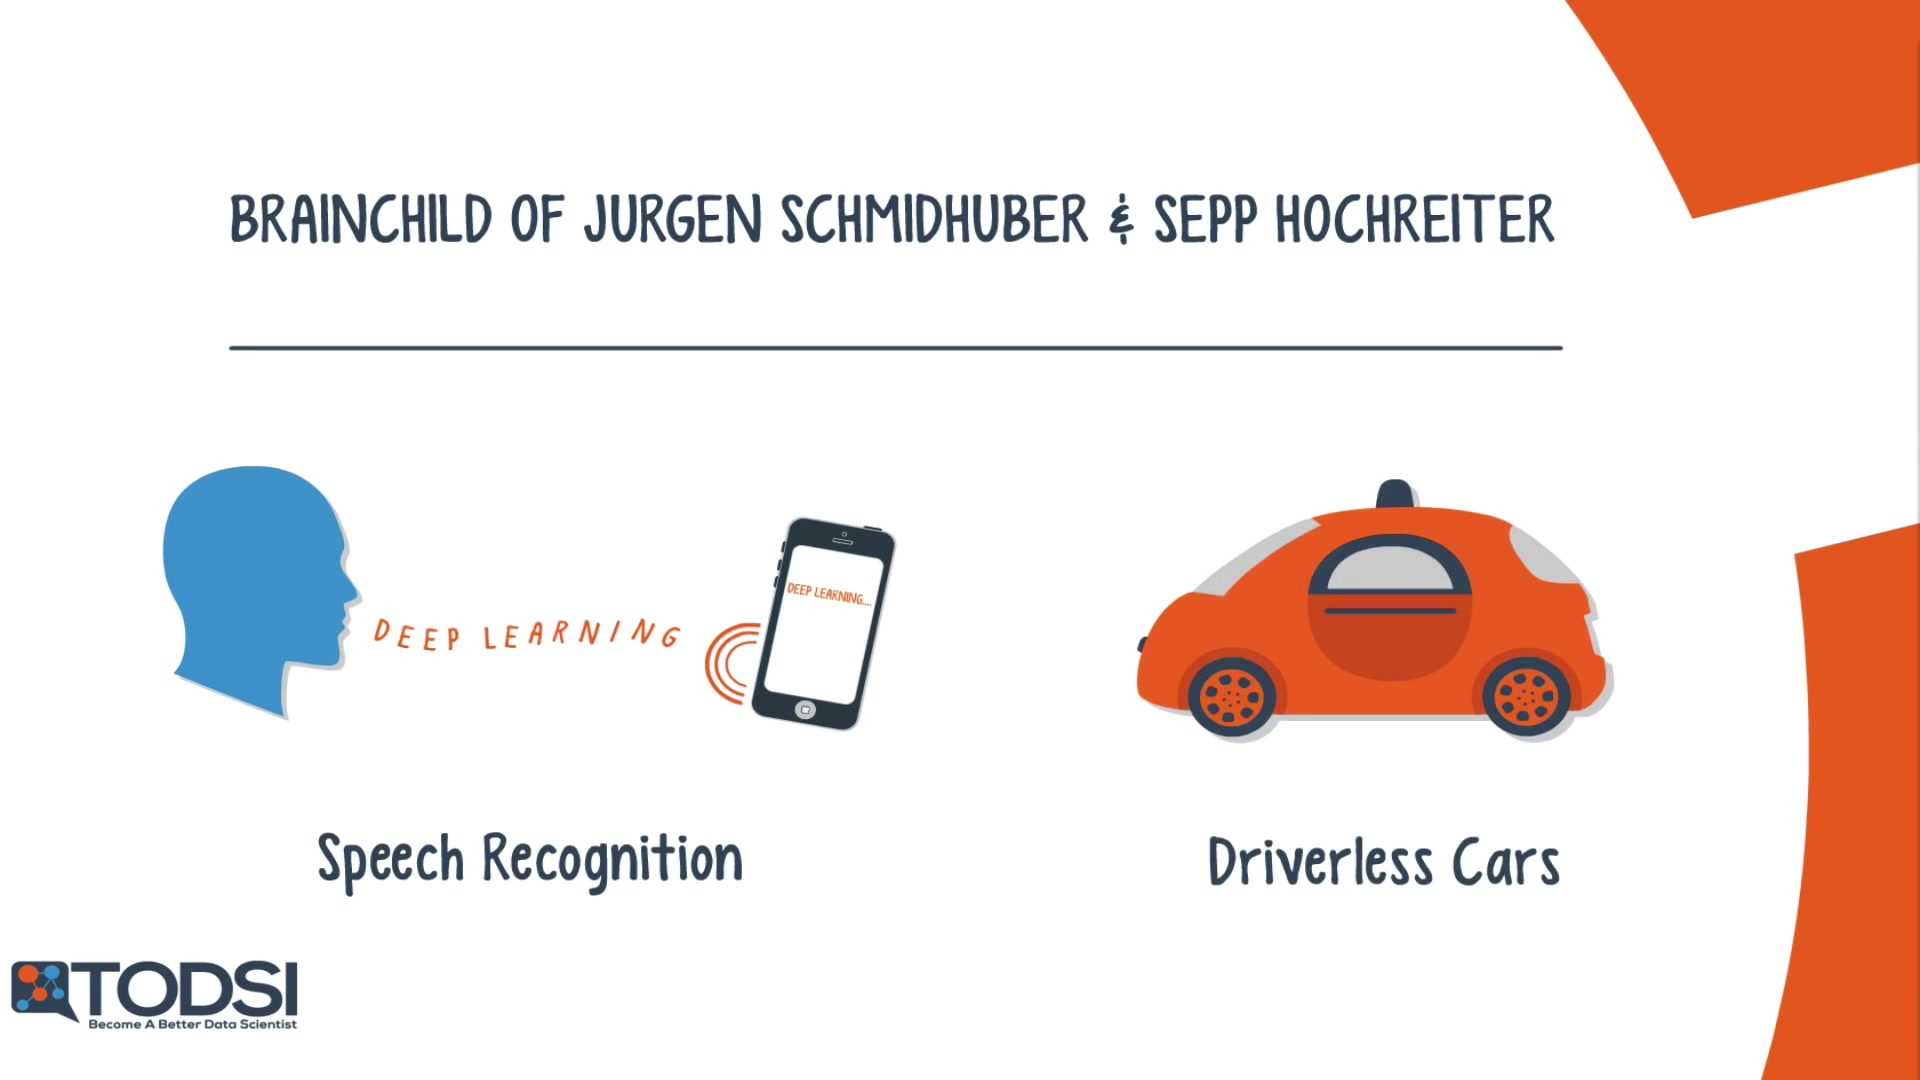 BRAINCHILD OF JURGEN SCHMIDHUBER & SEPP HOCHREITER
DEEP LEARNING
DEEP LEARNING...
Speech Recognition
Driverless Cars
TODSI
Become A Better Data Scientist